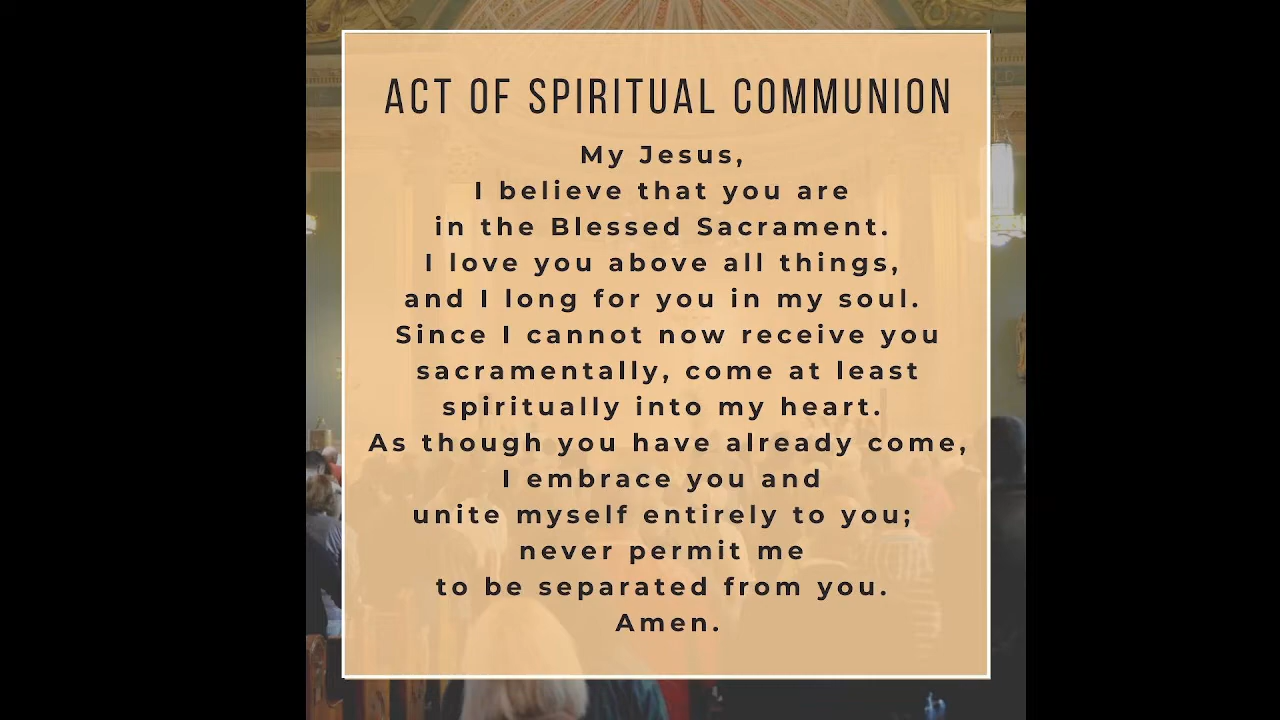 ACT OF SPIRITUAL COMMUNION
My Jesus,
I believe that you are
in the Blessed Sacrament.
I love you above all things,
and I long for you in my soul.
Since I cannot now receive you
sacramentally, come at least
spiritually into my heart.
As though you have already come,
I embrace you and
unite myself entirely to you;
never permit me
to be separated from you.
Amen.